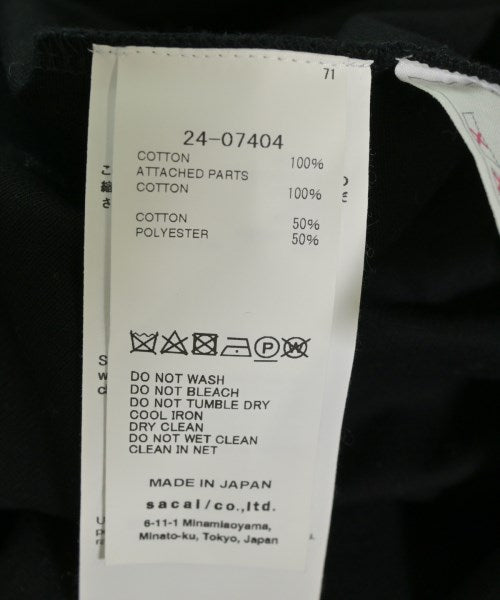 71
24-07404
COTTON 100%
ATTACHED PARTS
COTTON 100%
COTTON 50%
POLYESTER 50%
P
W
DO NOT WASH
DO NOT BLEACH
DO NOT TUMBLE DRY
COOL IRON
DRY CLEAN
DO NOT WET CLEAN
CLEAN IN NET
MADE IN JAPAN
sacai/co.,ltd.
6-11-1 Minamiaoyama,
Minato-ku, Tokyo, Japan